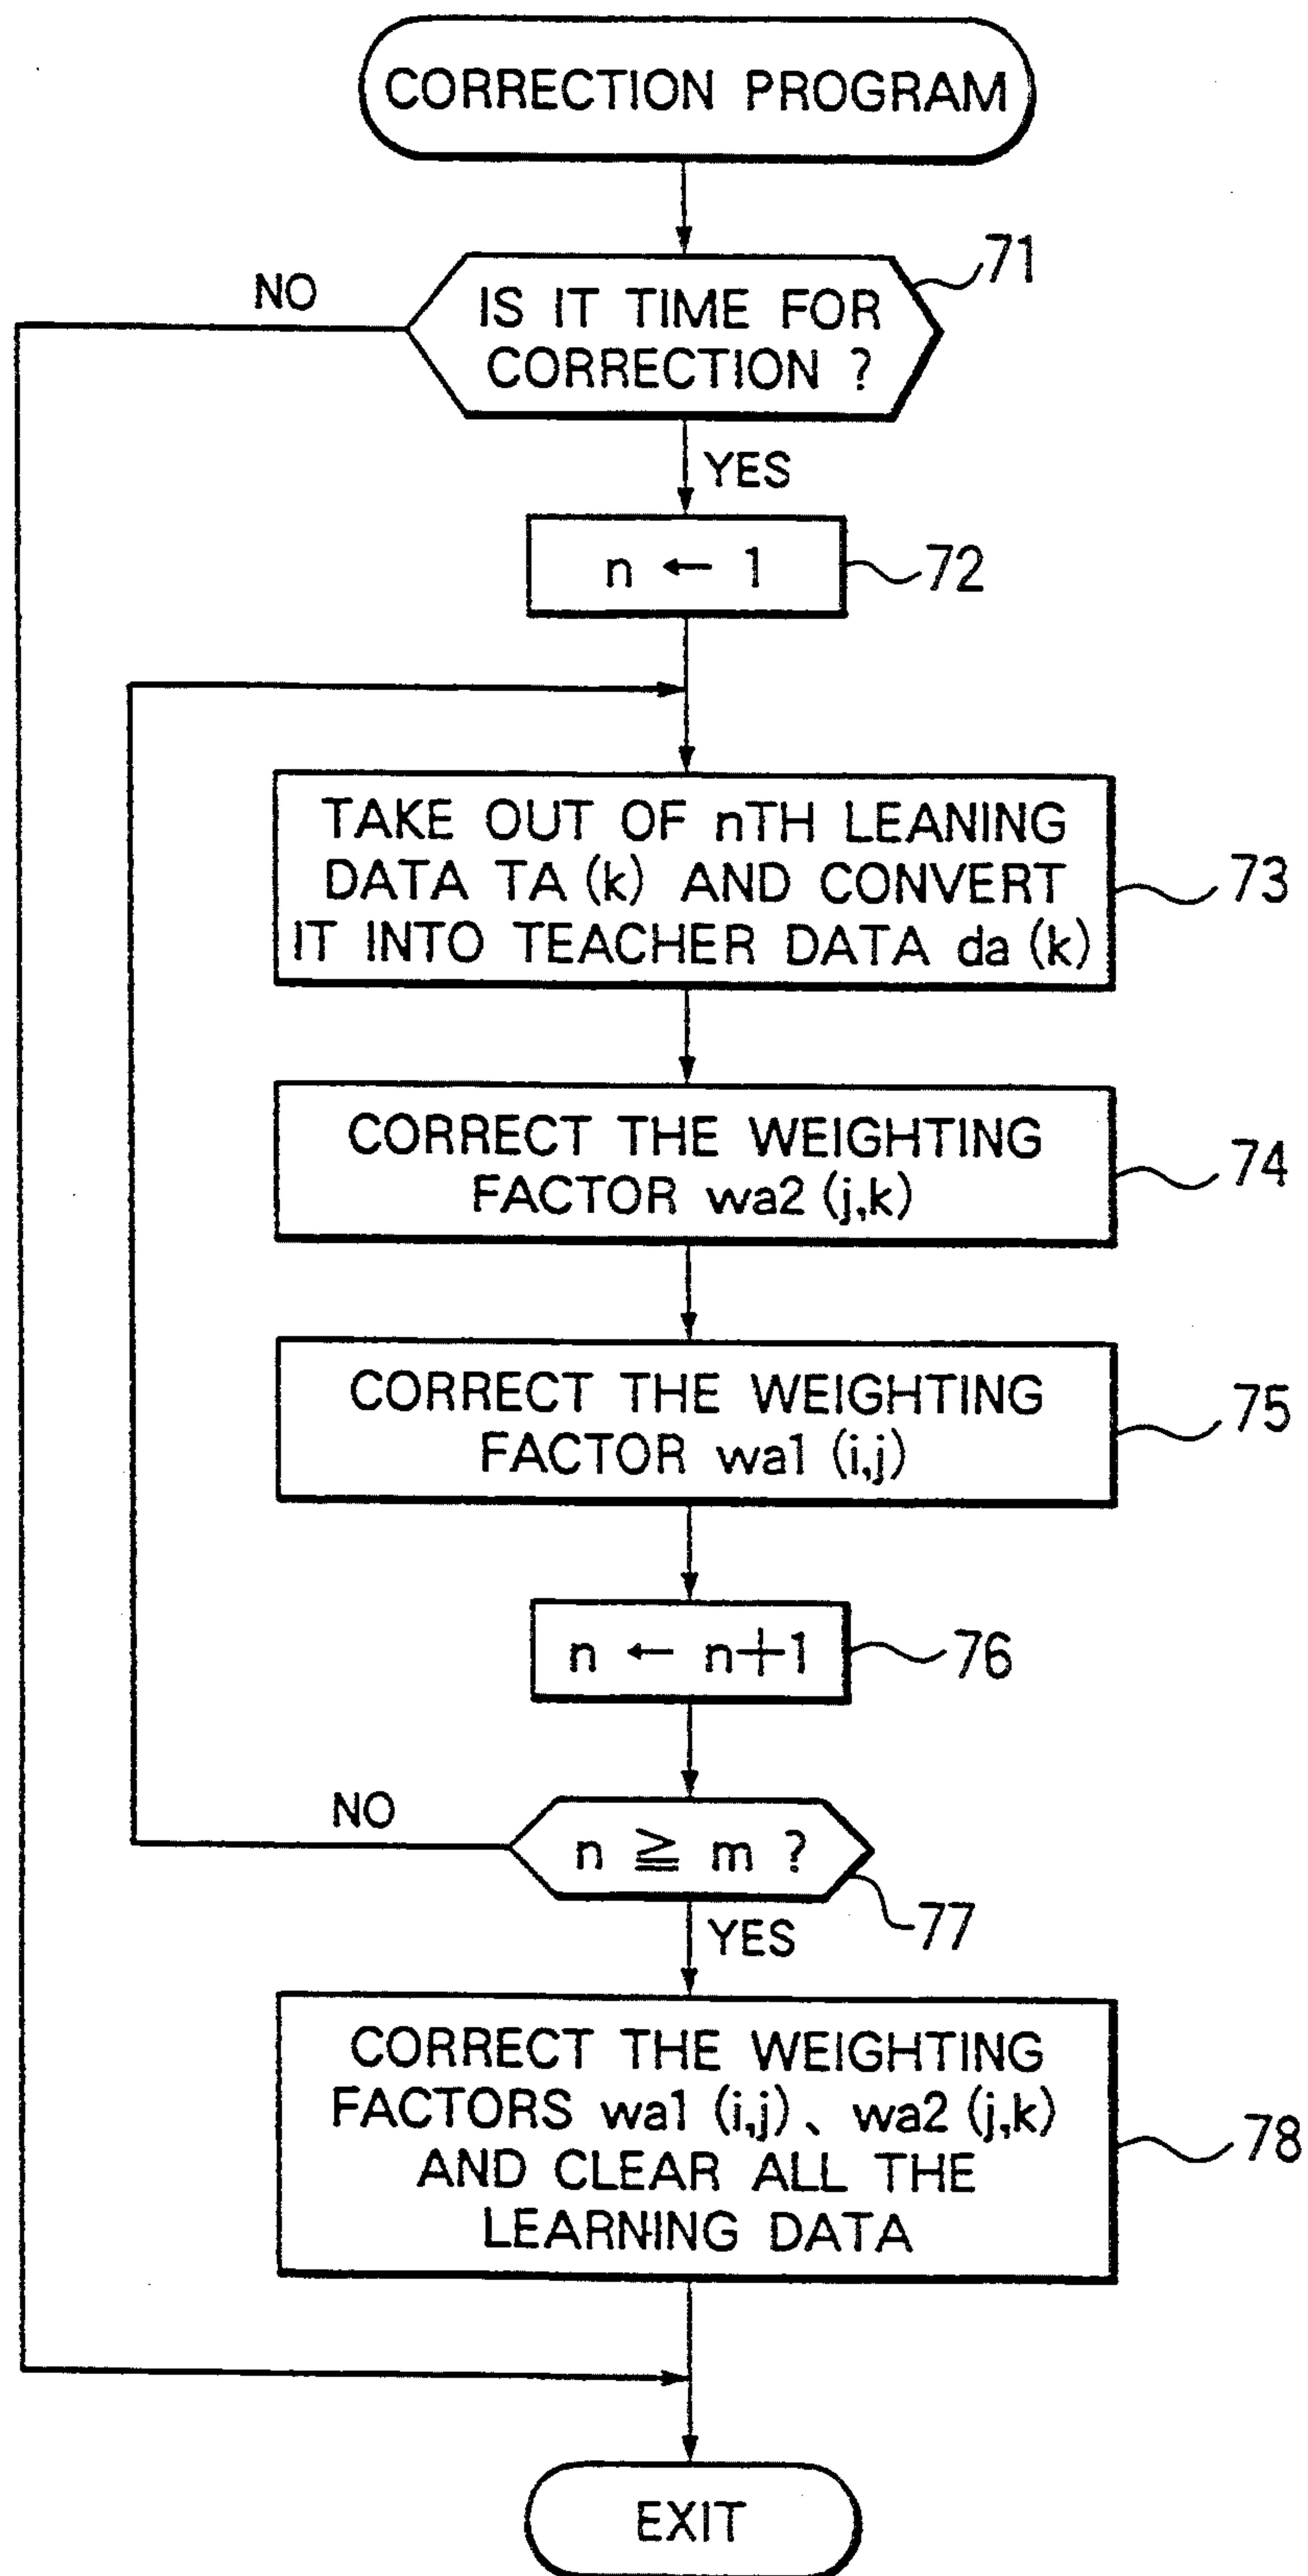 CORRECTION PROGRAM
71
NO
IS IT TIME FOR
CORRECTION ?
YES
n ← 1
72
TAKE OUT OF nTH LEANING
DATA TA (k) AND CONVERT
IT INTO TEACHER DATA da (k)
73
CORRECT THE WEIGHTING
FACTOR wa2 (j,k)
74
CORRECT THE WEIGHTING
FACTOR wa1 (i,j)
75
n ← n+1
76
NO
n ≧ m ?
77
YES
CORRECT THE WEIGHTING
FACTORS wa1 (i,j)、wa2 (j,k)
AND CLEAR ALL THE
LEARNING DATA
78
EXIT